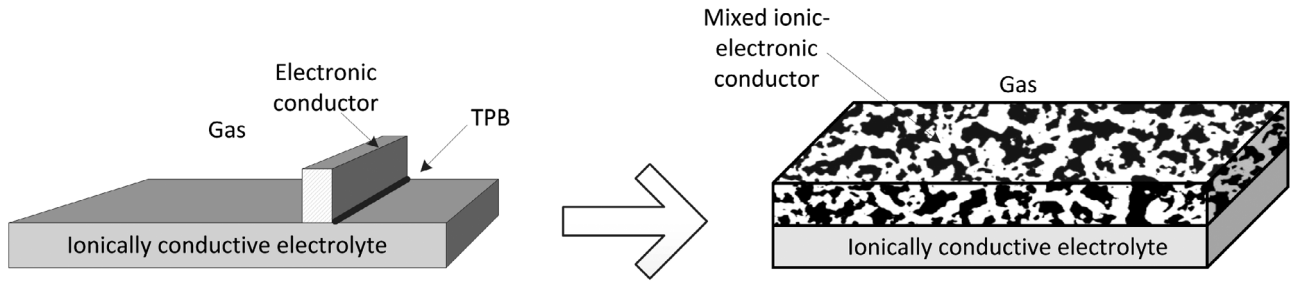 Electronic
conductor
Gas
TPB
Ionically conductive electrolyte
Mixed ionic-
electronic
conductor
Gas
Ionically conductive electrolyte